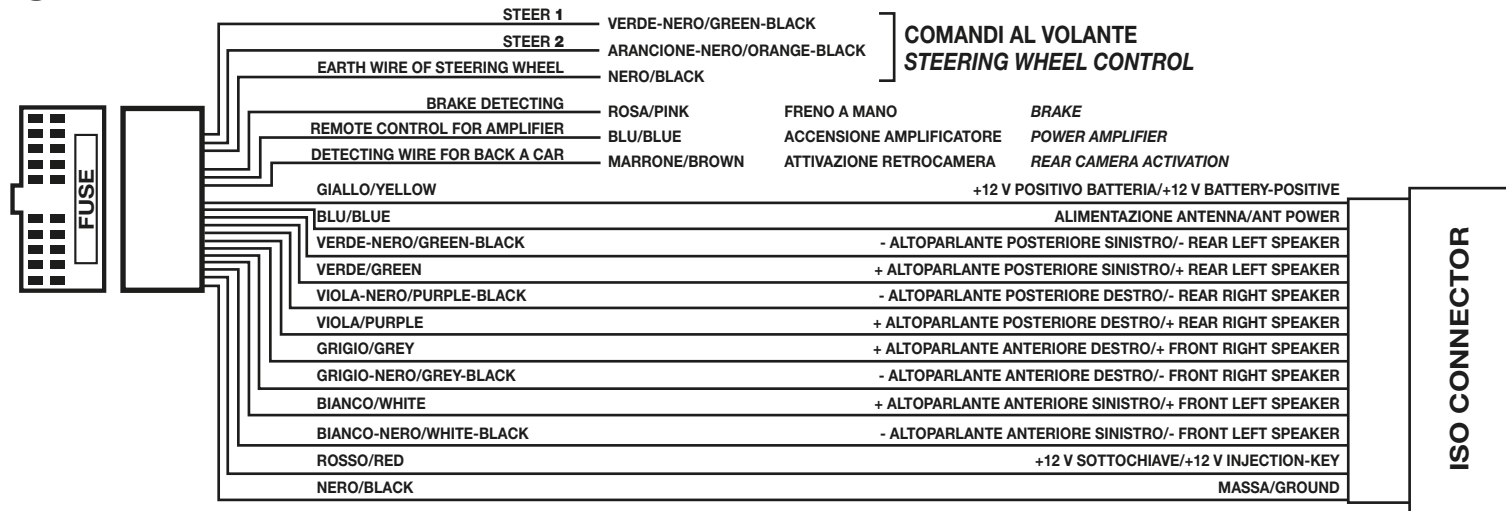 STEER 1 VERDE-NERO/GREEN-BLACK
STEER 2 ARANCIONE-NERO/ORANGE-BLACK
EARTH WIRE OF STEERING WHEEL NERO/BLACK
COMANDI AL VOLANTE
STEERING WHEEL CONTROL
BRAKE DETECTING ROSA/PINK FRENO A MANO BRAKE
REMOTE CONTROL FOR AMPLIFIER BLU/BLUE ACCENSIONE AMPLIFICATORE POWER AMPLIFIER
DETECTING WIRE FOR BACK A CAR MARRONE/BROWN ATTIVAZIONE RETROCAMERA REAR CAMERA ACTIVATION
FUSE
GIALLO/YELLOW +12 V POSITIVO BATTERIA/+12 V BATTERY-POSITIVE
BLU/BLUE ALIMENTAZIONE ANTENNA/ANT POWER
VERDE-NERO/GREEN-BLACK - ALTOPARLANTE POSTERIORE SINISTRO/- REAR LEFT SPEAKER
VERDE/GREEN + ALTOPARLANTE POSTERIORE SINISTRO/+ REAR LEFT SPEAKER
VIOLA-NERO/PURPLE-BLACK - ALTOPARLANTE POSTERIORE DESTRO/- REAR RIGHT SPEAKER
VIOLA/PURPLE + ALTOPARLANTE POSTERIORE DESTRO/+ REAR RIGHT SPEAKER
GRIGIO/GREY + ALTOPARLANTE ANTERIORE DESTRO/+ FRONT RIGHT SPEAKER
GRIGIO-NERO/GREY-BLACK - ALTOPARLANTE ANTERIORE DESTRO/- FRONT RIGHT SPEAKER
BIANCO/WHITE + ALTOPARLANTE ANTERIORE SINISTRO/+ FRONT LEFT SPEAKER
BIANCO-NERO/WHITE-BLACK - ALTOPARLANTE ANTERIORE SINISTRO/- FRONT LEFT SPEAKER
ROSSO/RED +12 V SOTTOCHIAVE/+12 V INJECTION-KEY
NERO/BLACK MASSA/GROUND
ISO CONNECTOR